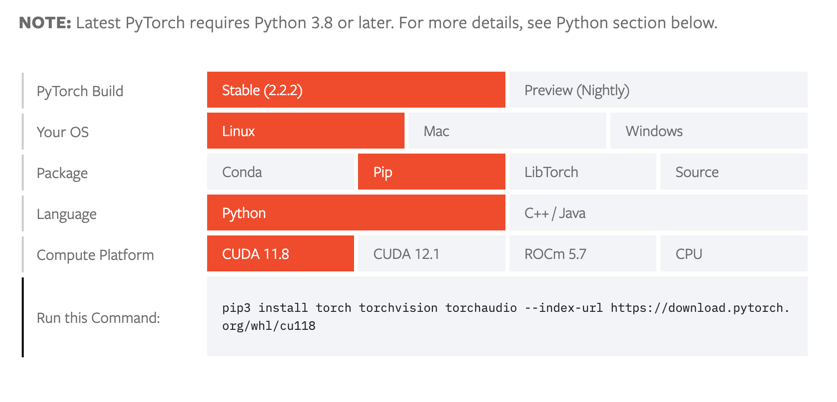 NOTE: Latest PyTorch requires Python 3.8 or later. For more details, see Python section below.
PyTorch Build
Stable (2.2.2)
Preview (Nightly)
Your OS
Linux
Mac
Windows
Package
Conda
Pip
LibTorch
Source
Language
Python
C++ / Java
Compute Platform
CUDA 11.8
CUDA 12.1
ROCm 5.7
CPU
Run this Command:
pip3 install torch torchvision torchaudio --index-url https://download.pytorch.
org/whl/cu118